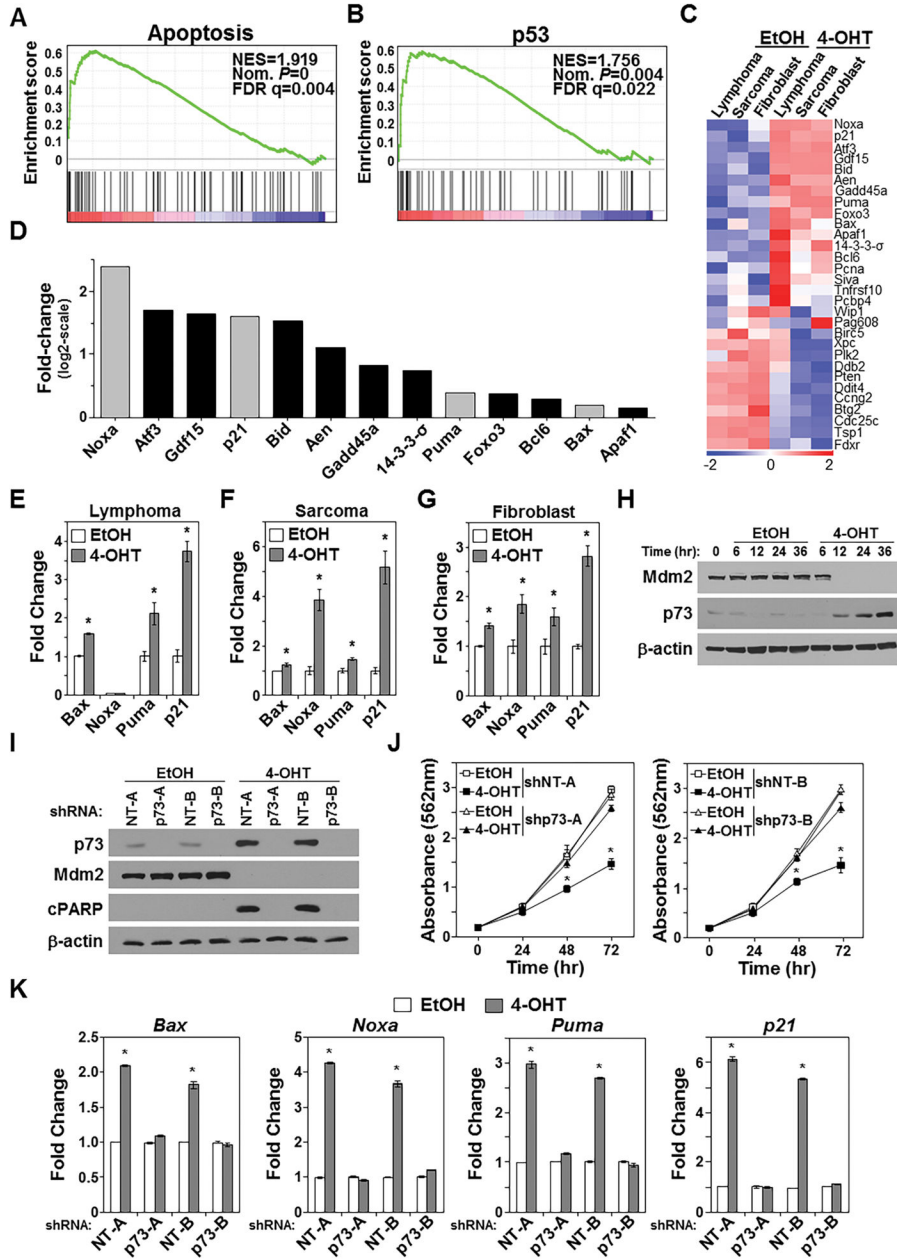 A
Apoptosis
Enrichment score
0.6
0.4
0.2
0
NES=1.919
Nom. P=0
FDR q=0.004
B
p53
Enrichment score
0.6
0.4
0.2
0
NES=1.756
Nom. P=0.004
FDR q=0.022
C
EtOH 4-OHT
Lymphoma Sarcoma Fibroblast Lymphoma Sarcoma Fibroblast
Noxa
p21
Atf3
Gdf15
Bid
Aen
Gadd45a
Puma
Foxo3
Bax
Apaf1
14-3-3-σ
Bcl6
Pcna
Siva
Tnfrsf10
Pcbp4
Wip1
Pag608
Birc5
Xpc
Plk2
Ddb2
Pten
Ddit4
Ccng2
Btg2
Cdc25c
Tsp1
Fdxr
-2 0 2
D
Fold-change
(log2-scale)
2
1
0
Noxa Atf3 Gdf15 p21 Bid Aen Gadd45a 14-3-3-σ Puma Foxo3 Bcl6 Bax Apaf1
E
Lymphoma
Fold Change
4
3
2
1
0
EtOH
4-OHT
* * *
Bax Noxa Puma p21
F
Sarcoma
Fold Change
6
4
2
0
EtOH
4-OHT
* * * *
Bax Noxa Puma p21
G
Fibroblast
Fold Change
3
2
1
0
EtOH
4-OHT
* * * *
Bax Noxa Puma p21
H
EtOH 4-OHT
Time (hr) 0 6 12 24 36 6 12 24 36
Mdm2
p73
β-actin
I
EtOH 4-OHT
shRNA: NT-A p73-A NT-B p73-B NT-A p73-A NT-B p73-B
p73
Mdm2
cPARP
β-actin
J
Absorbance (562nm)
3
2
1
0
EtOH
4-OHT
shNT-A
EtOH
4-OHT
shp73-A
* *
0 24 48 72
Time (hr)
Absorbance (562nm)
3
2
1
0
EtOH
4-OHT
shNT-B
EtOH
4-OHT
shp73-B
* *
0 24 48 72
Time (hr)
K
EtOH 4-OHT
Bax
Fold Change
2.5
2.0
1.5
1.0
0.5
0
* *
shRNA: NT-A p73-A NT-B p73-B
Noxa
Fold Change
5
4
3
2
1
0
* *
shRNA: NT-A p73-A NT-B p73-B
Puma
Fold Change
4
3
2
1
0
* *
shRNA: NT-A p73-A NT-B p73-B
p21
Fold Change
6
4
2
0
* *
shRNA: NT-A p73-A NT-B p73-B